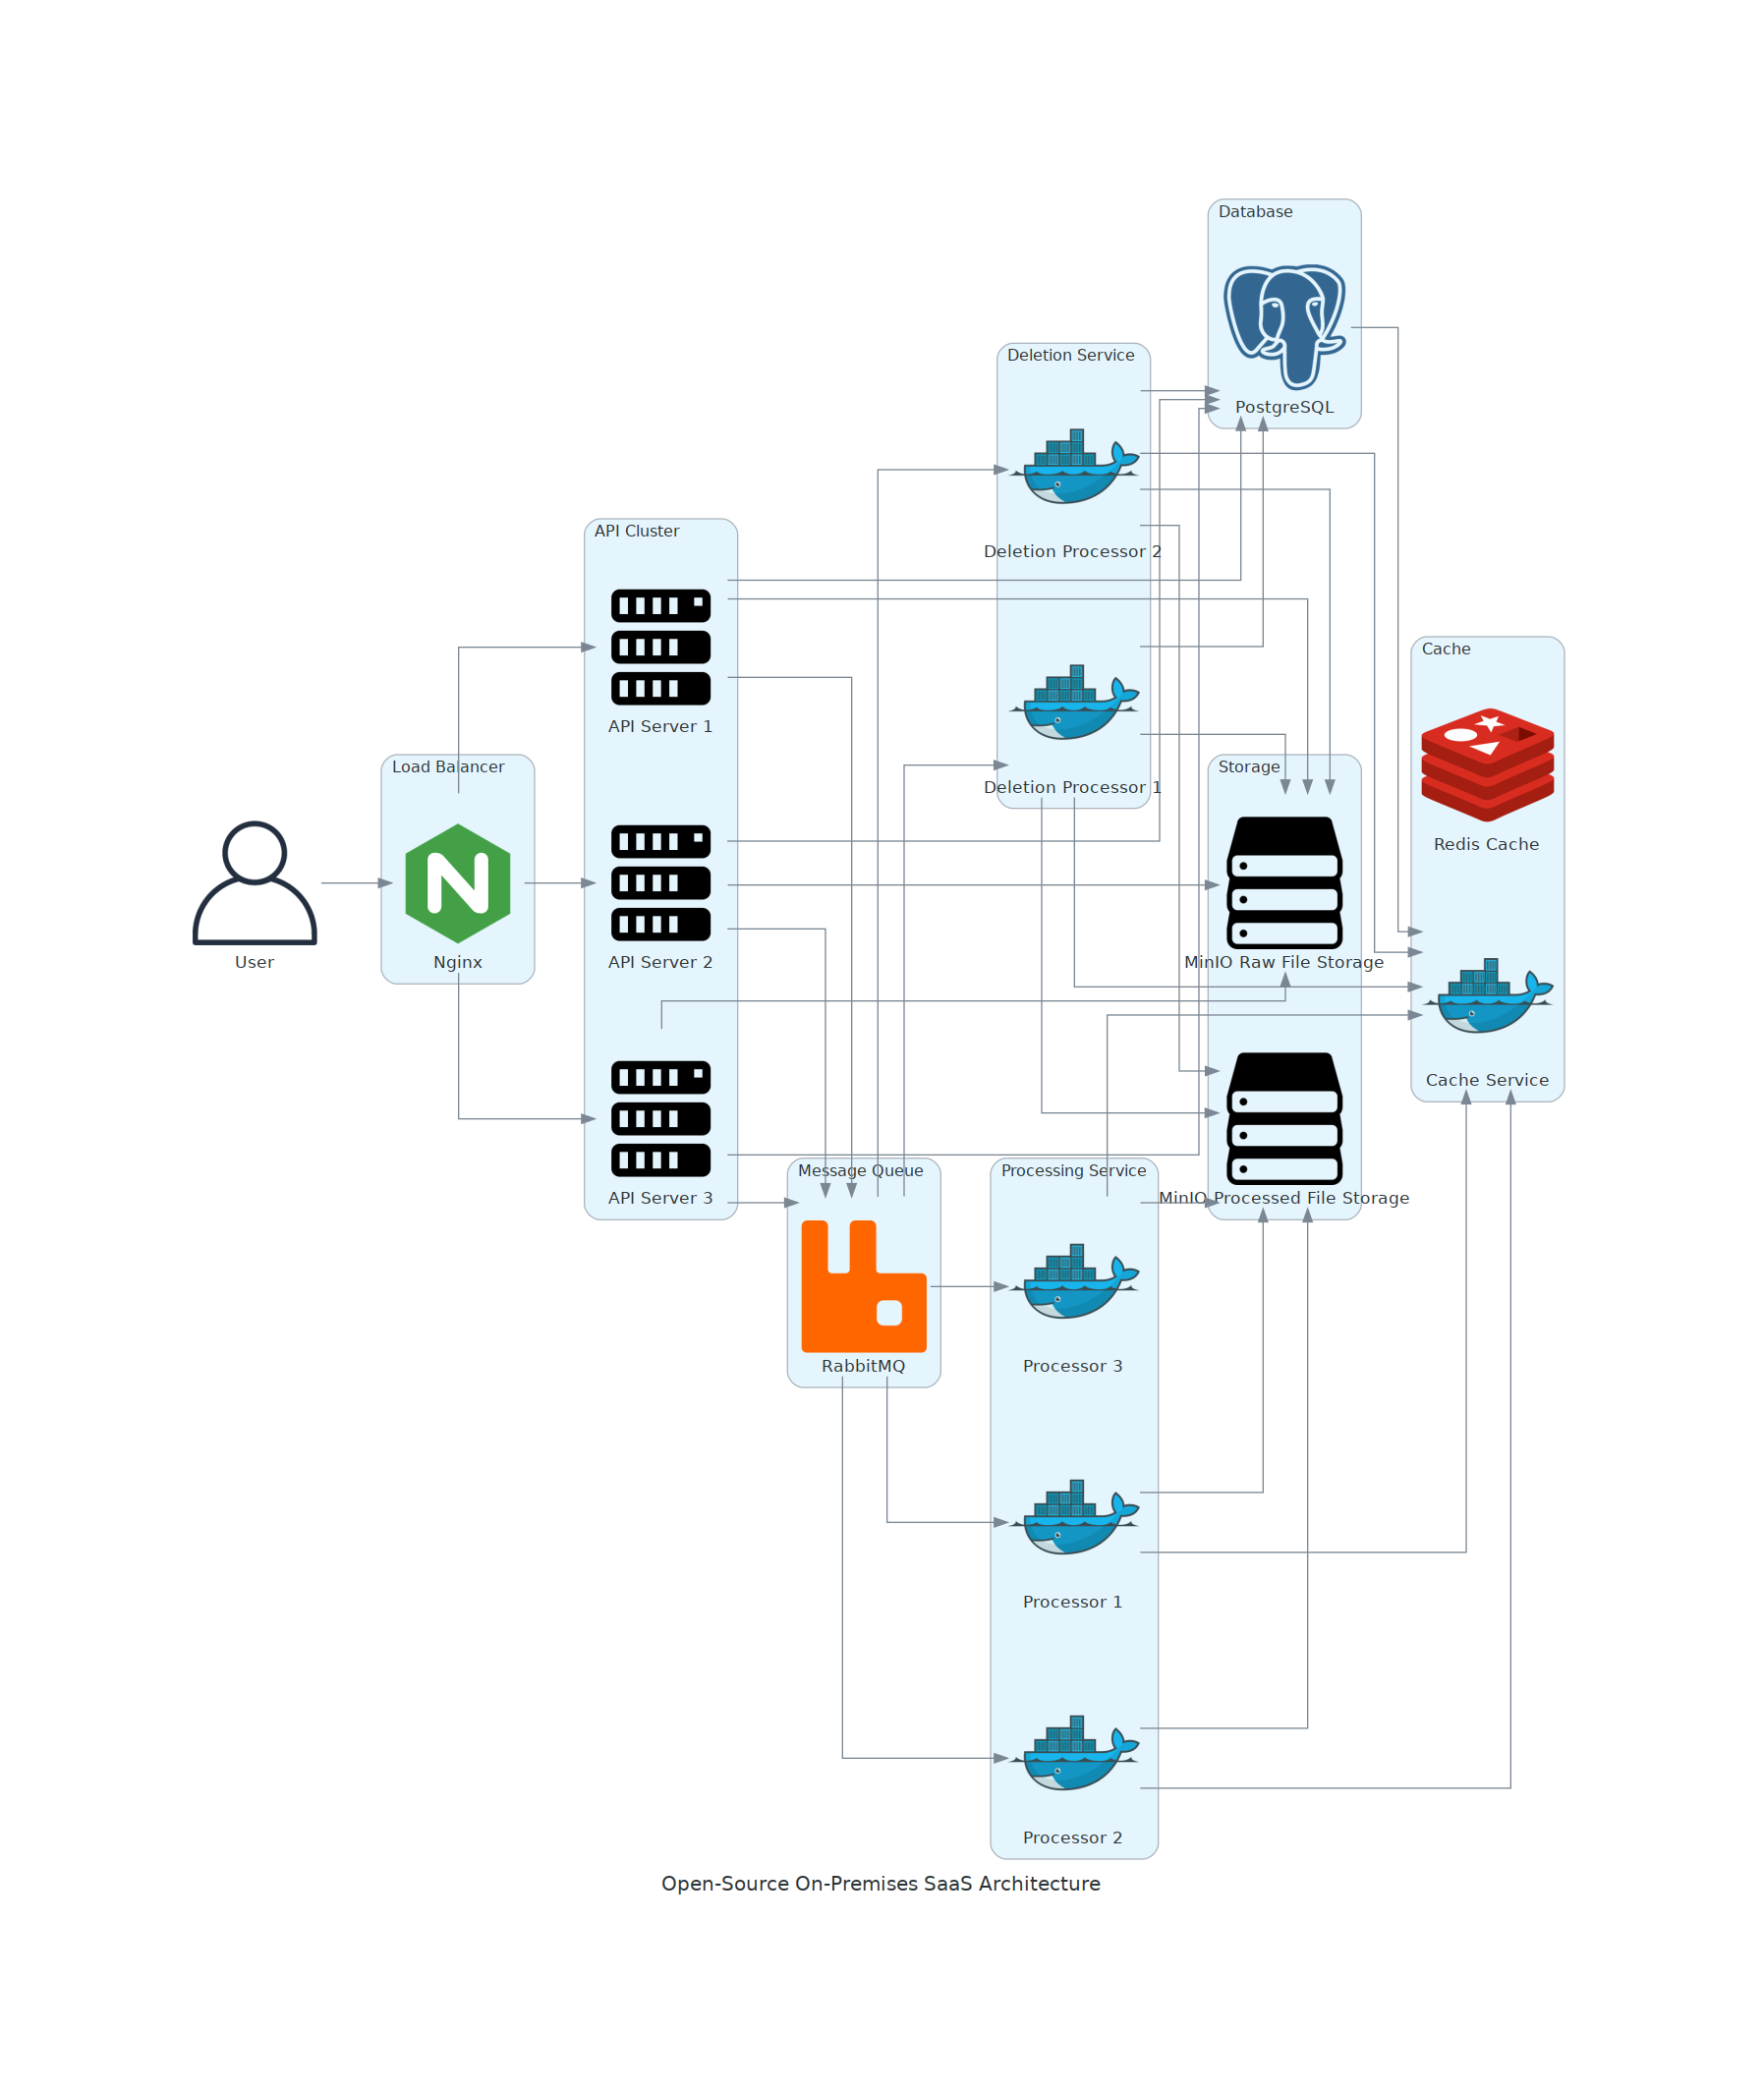 Database
PostgreSQL
Deletion Service
Deletion Processor 2
Deletion Processor 1
API Cluster
API Server 1
API Server 2
API Server 3
Load Balancer
Nginx
User
Storage
MinIO Raw File Storage
MinIO Processed File Storage
Cache
Redis Cache
Cache Service
Message Queue
RabbitMQ
Processing Service
Processor 3
Processor 1
Processor 2
Open-Source On-Premises SaaS Architecture